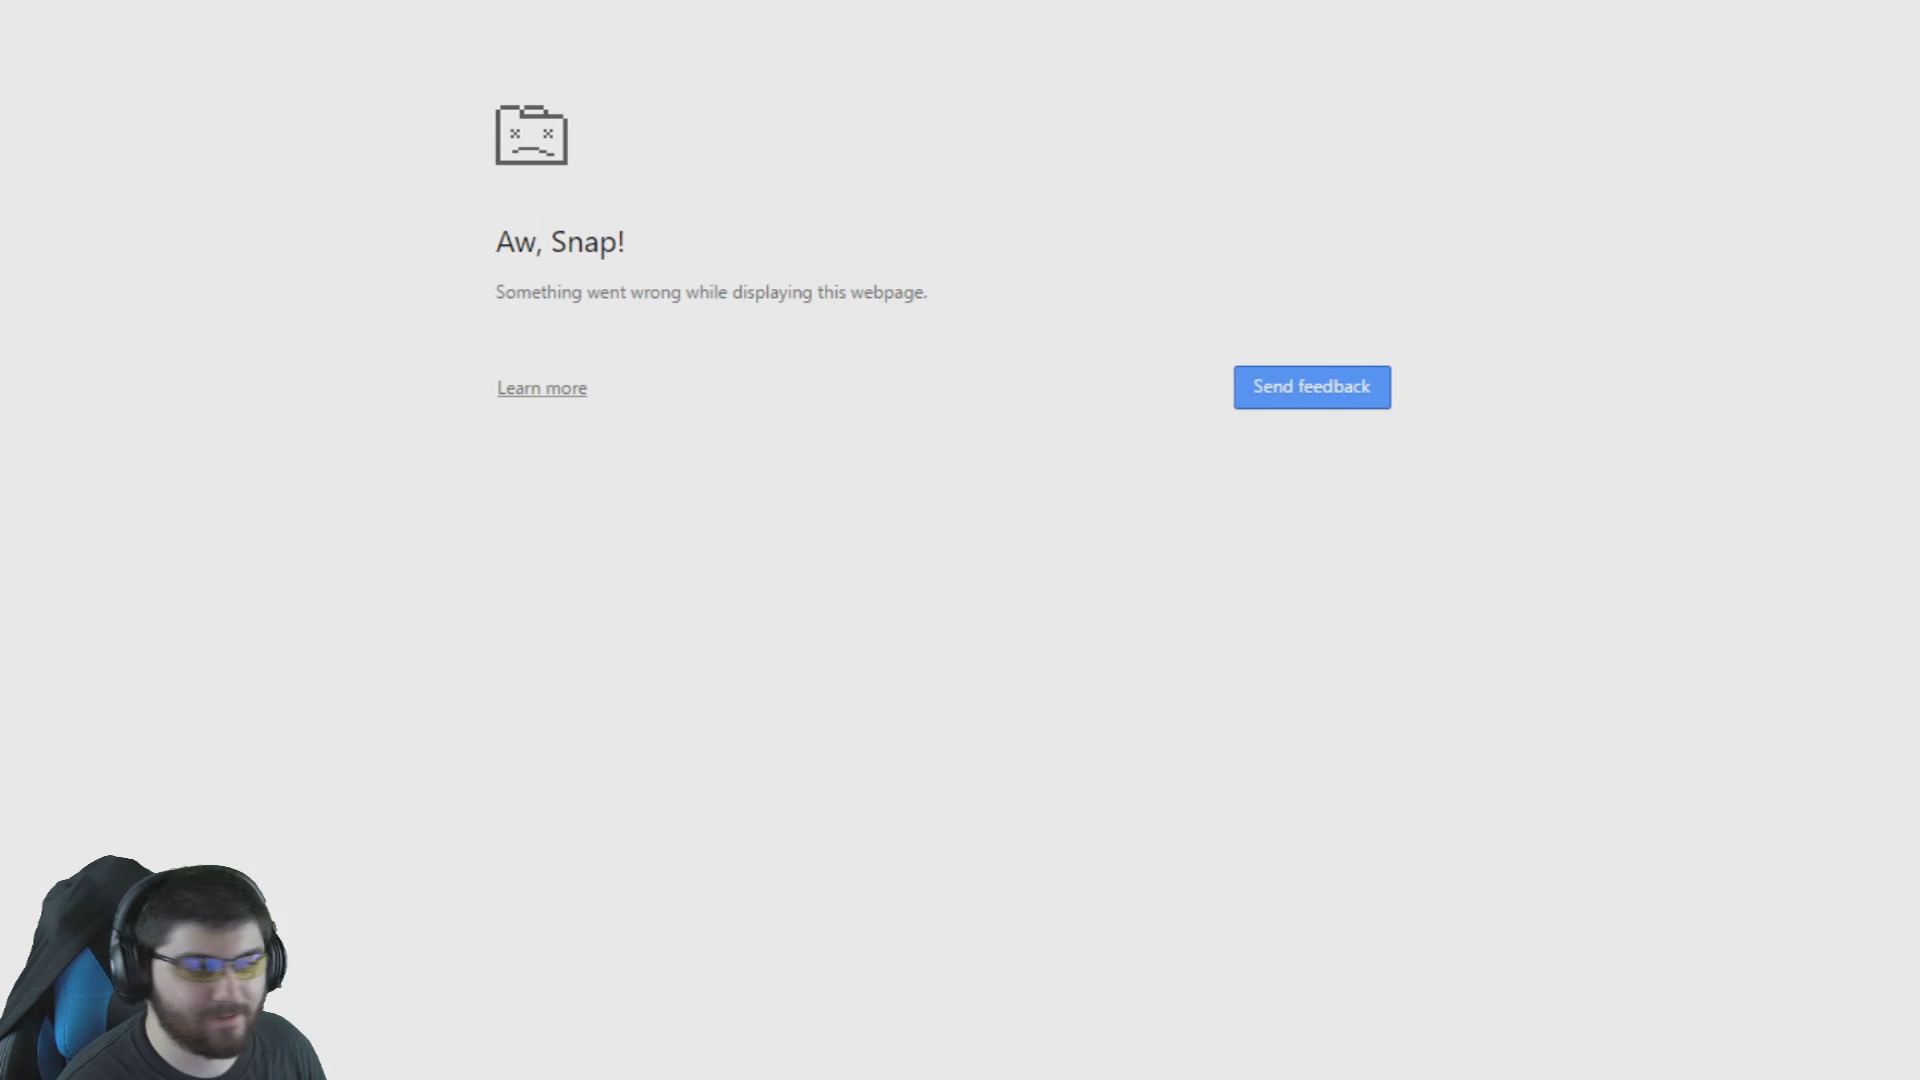 Aw, Snap!
Something went wrong while displaying this webpage.
Learn more
Send feedback